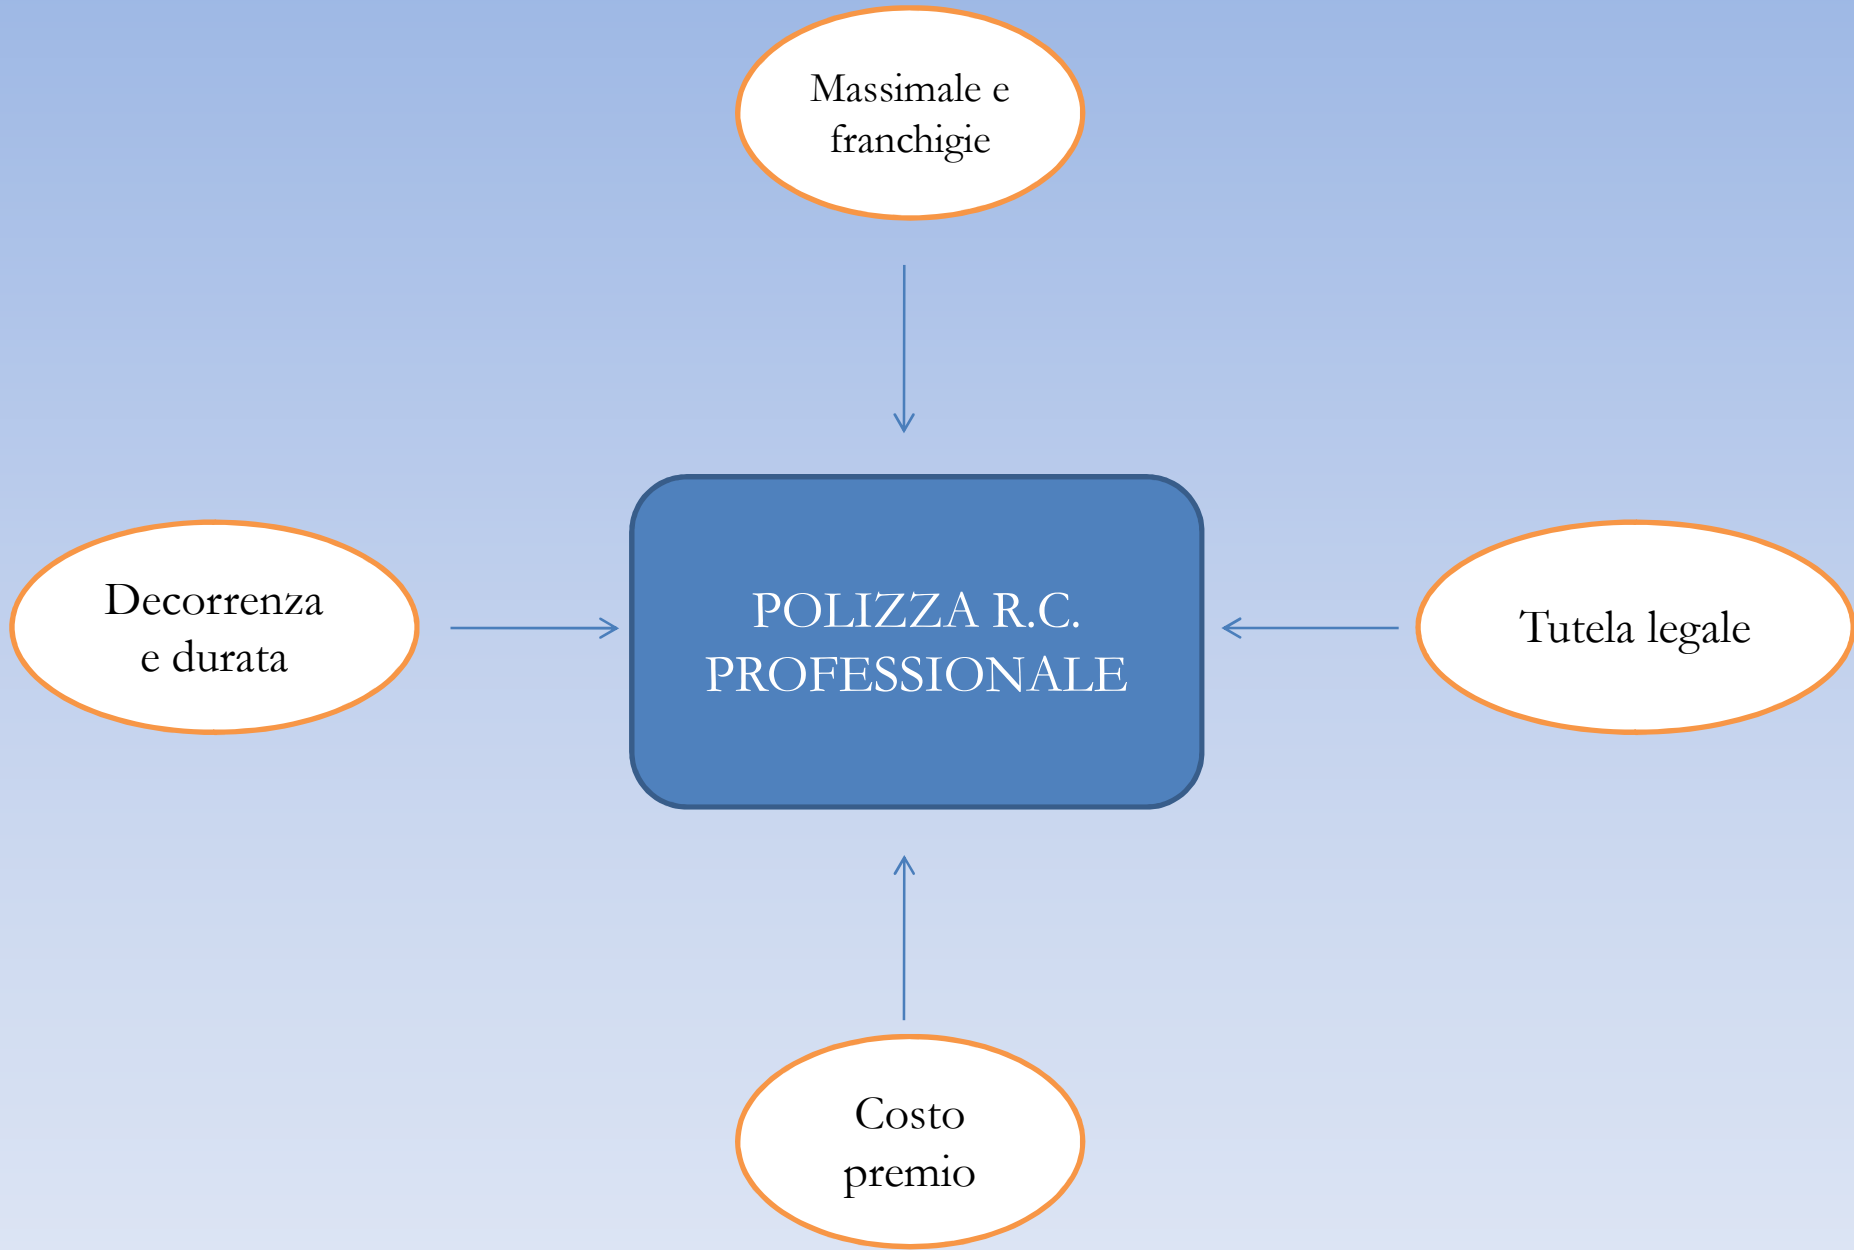 Massimale e
franchigie
Decorrenza
e durata
POLIZZA R.C.
PROFESSIONALE
Tutela legale
Costo
premio